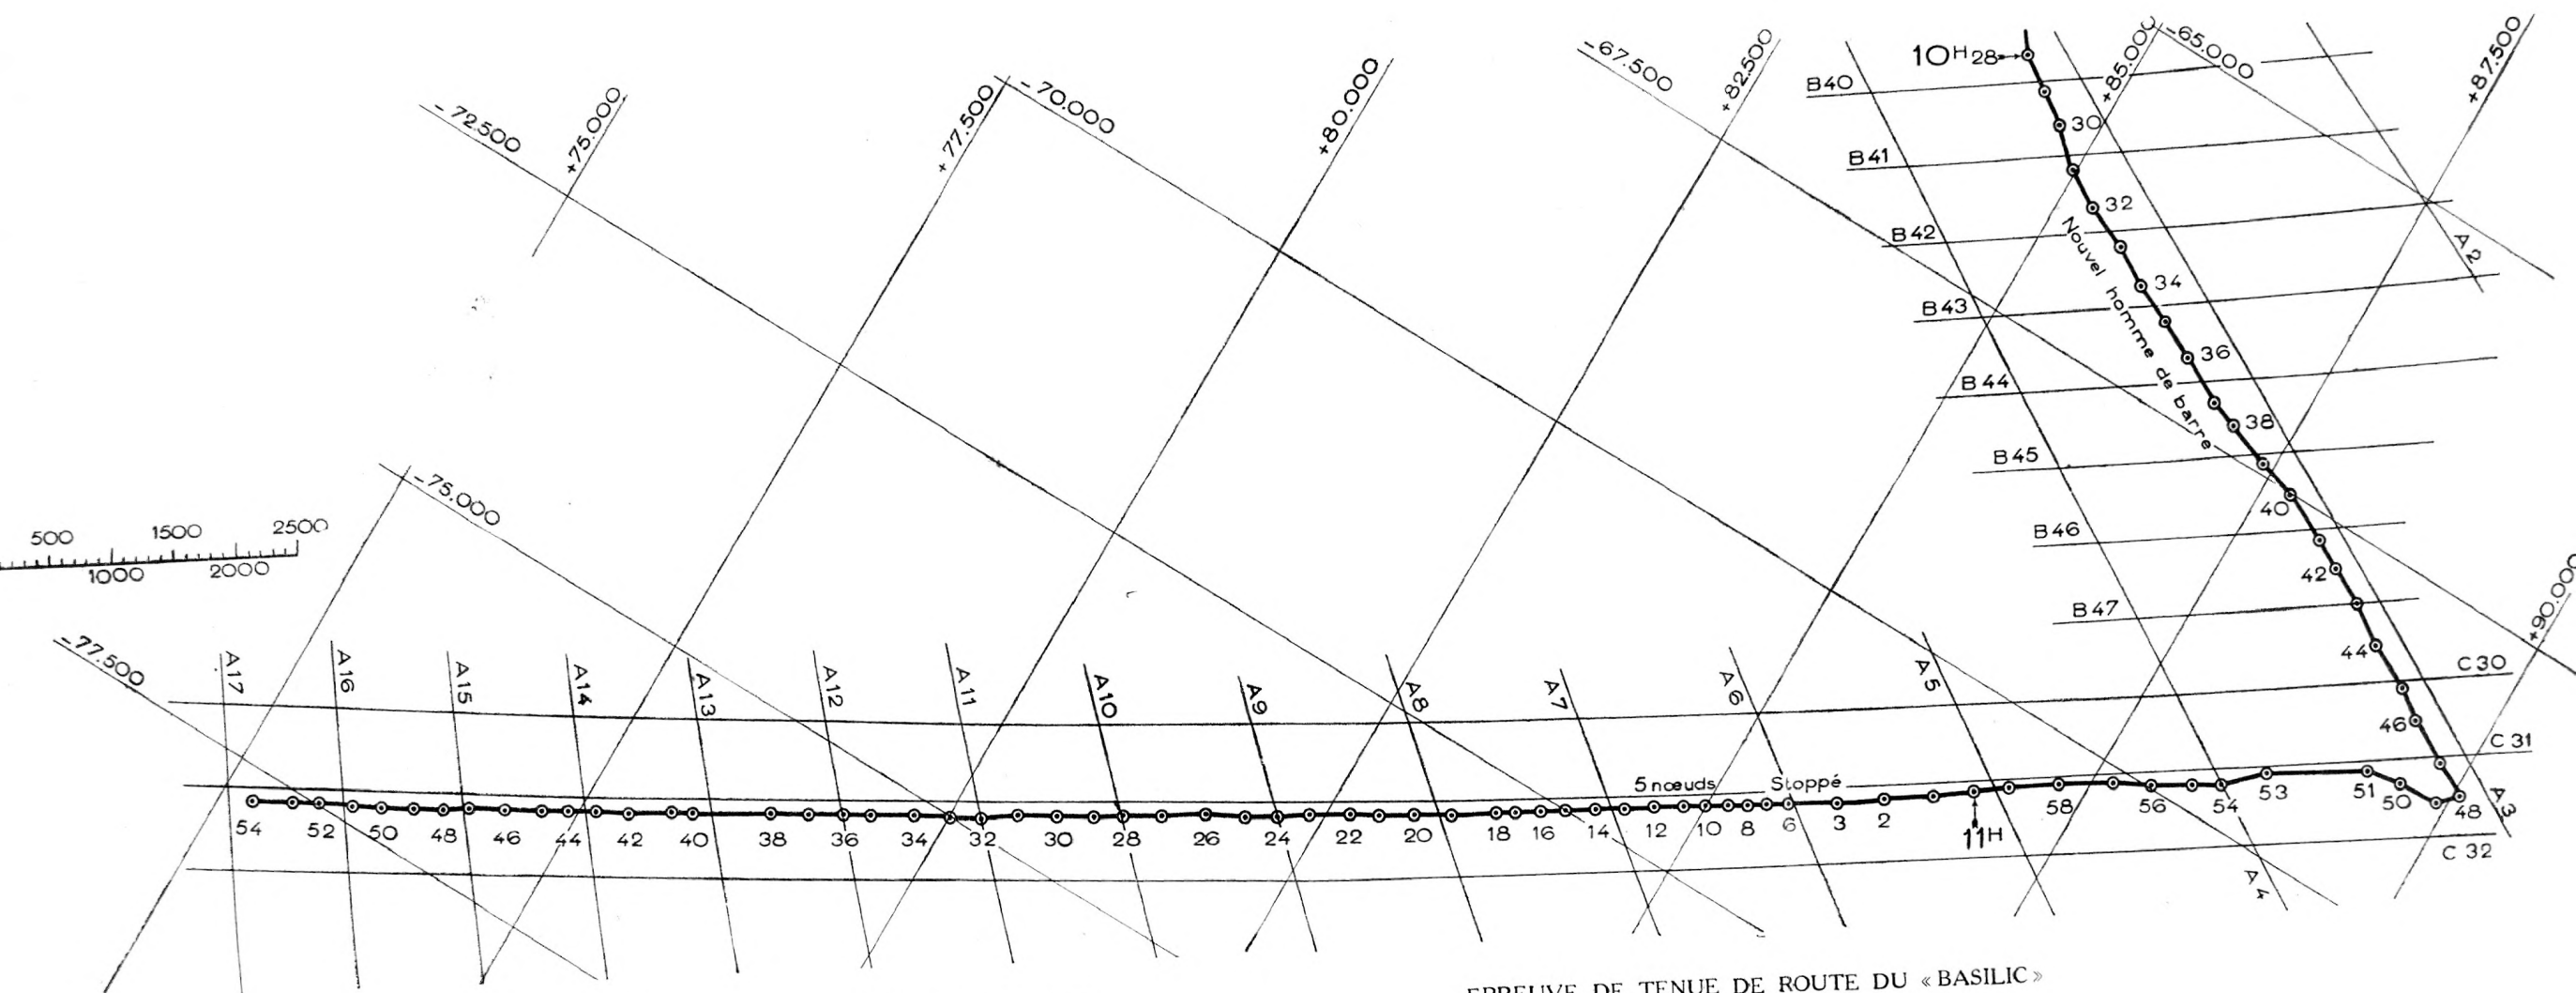 -72.500
+75.000
+77.500
-70.000
+80.000
-67.500
+82.500
10H28
+85.000
-65.000
+87.500
B40
30
B41
32
B42
A2
Nouvel homme de barre
34
B43
36
B44
38
B45
-75.000
40
500 1500 2500
1000 2000
B46
42
+90.000
B47
44
C30
-77.500
A17
A16
A15
A14
A13
A12
A11
A10
A9
A8
A7
A6
A5
46
C31
5 nœuds
Stoppé
54 52 50 48 46 44 42 40 38 36 34 32 30 28 26 24 22 20 18 16 14 12 10 8 6 3 2 11H 58 56 54 53 51 50 48
A3
C32
A4
EPREUVE DE TENUE DE ROUTE DU « BASILIC »